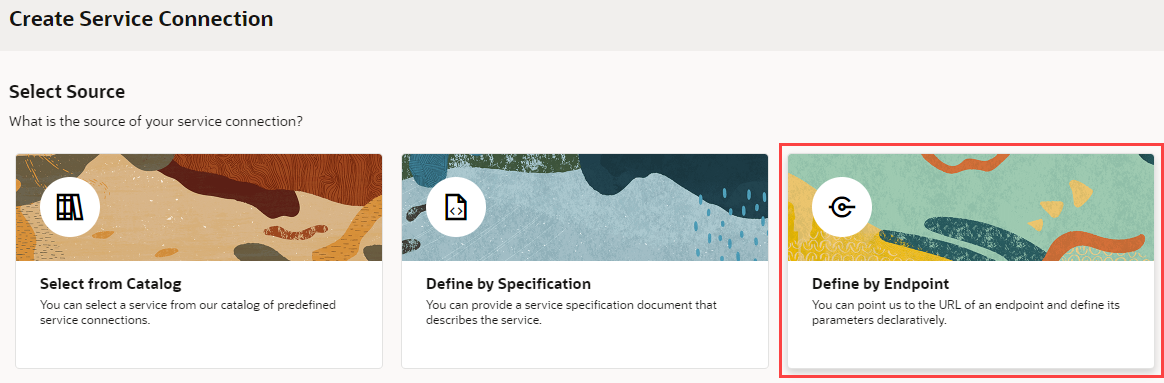 Create Service Connection
Select Source
What is the source of your service connection?
Select from Catalog
You can select a service from our catalog of predefined
service connections.
Define by Specification
You can provide a service specification document that
describes the service.
Define by Endpoint
You can point us to the URL of an endpoint and define its
parameters declaratively.